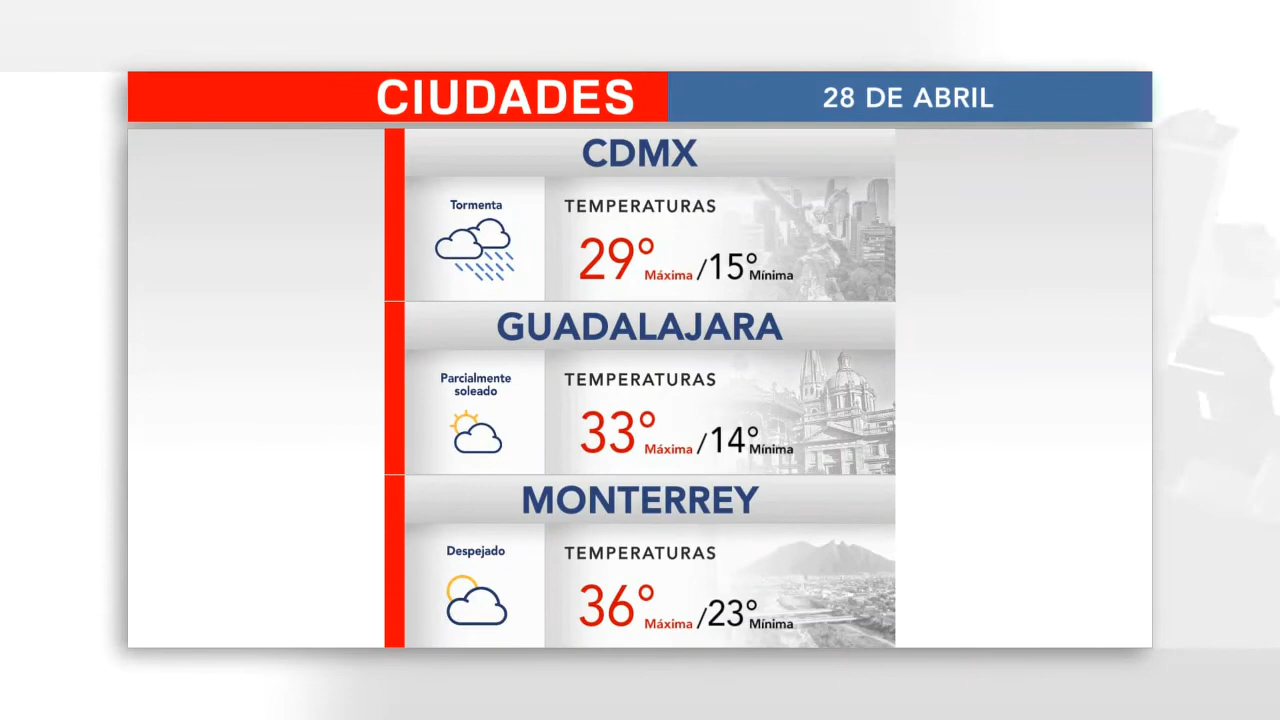 CIUDADES
28 DE ABRIL
CDMX
Tormenta
TEMPERATURAS
29° Máxima /15° Mínima
GUADALAJARA
Parcialmente
soleado
TEMPERATURAS
33° Máxima /14° Mínima
MONTERREY
Despejado
TEMPERATURAS
36° Máxima /23° Mínima